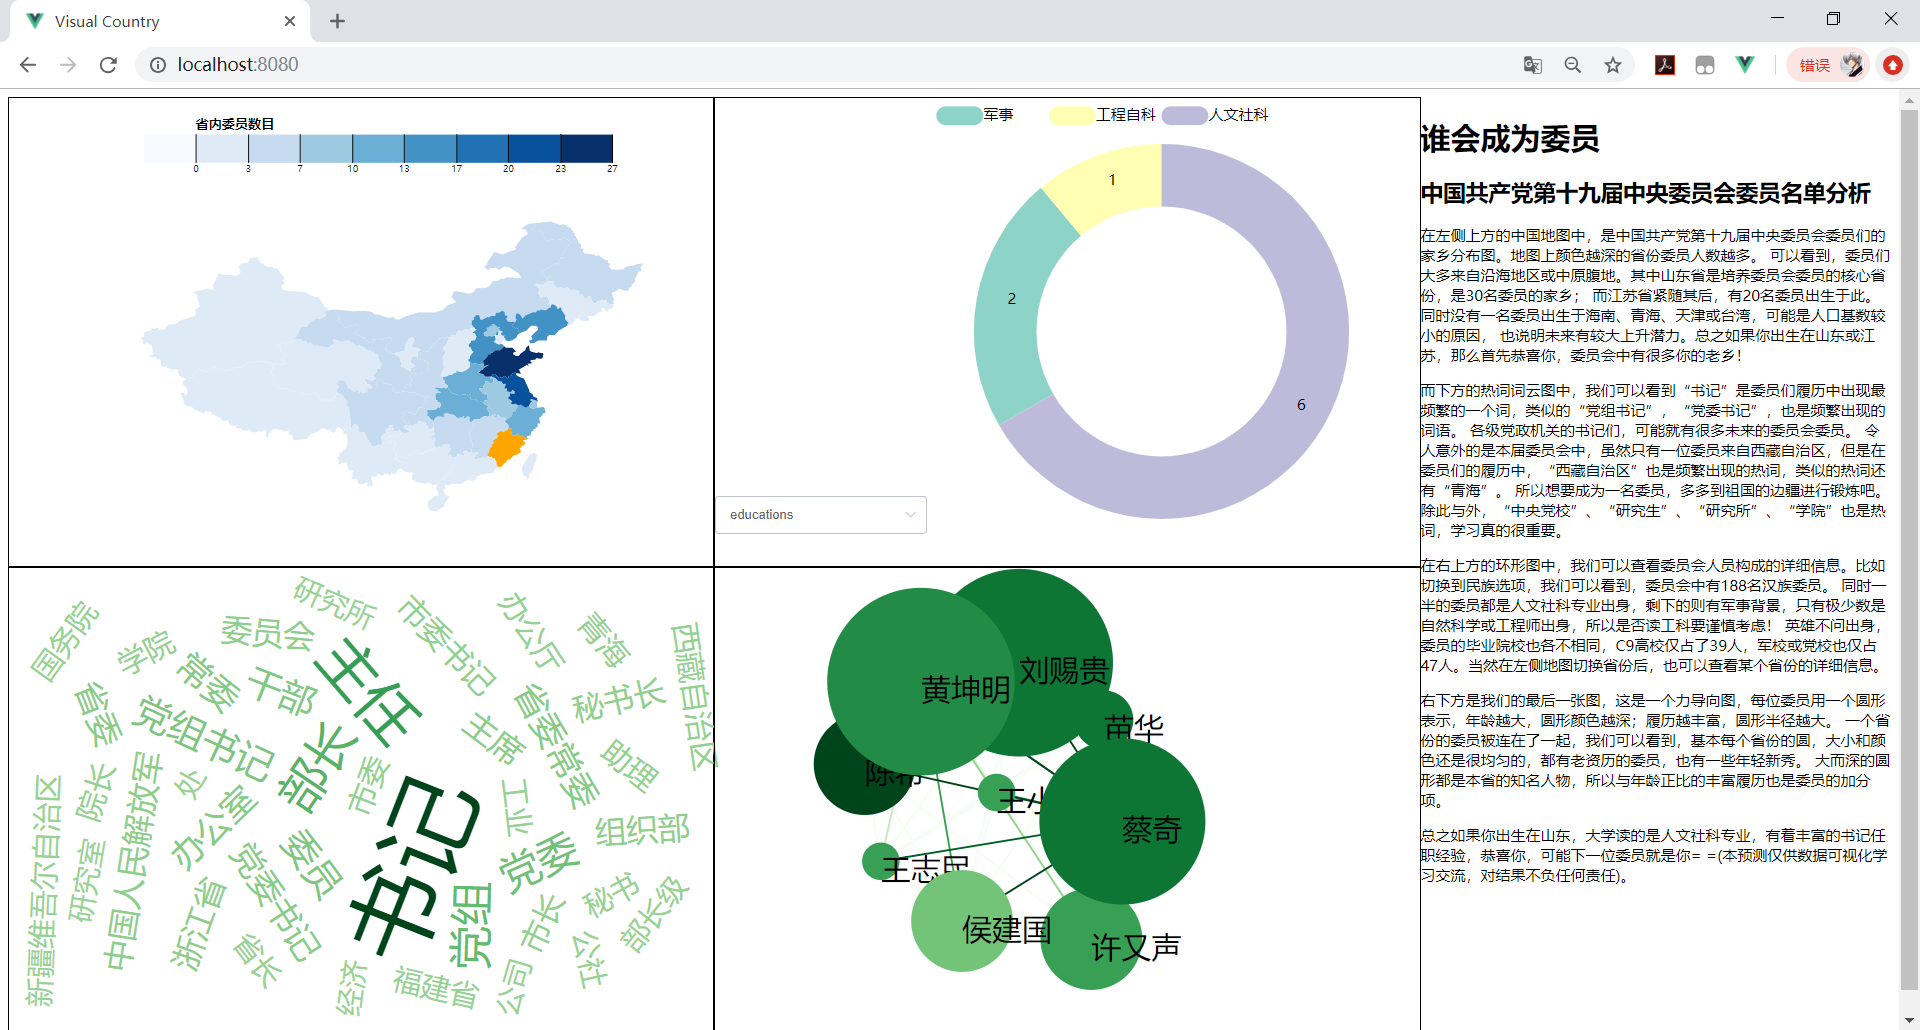 Visual Country
localhost:8080
错误
省内委员数目
0 3 7 10 13 17 20 23 27
军事 工程自科 人文社科
1
2
6
educations
谁会成为委员
中国共产党第十九届中央委员会委员名单分析
在左侧上方的中国地图中，是中国共产党第十九届中央委员会委员们的
家乡分布图。地图上颜色越深的省份委员人数越多。 可以看到，委员们
大多来自沿海地区或中原腹地。其中山东省是培养委员会委员的核心省
份，是30名委员的家乡； 而江苏省紧随其后，有20名委员出生于此。
同时没有一名委员出生于海南、青海、天津或台湾，可能是人口基数较
小的原因， 也说明未来有较大上升潜力。总之如果你出生在山东或江
苏，那么首先恭喜你，委员会中有很多你的老乡！
而下方的热词词云图中，我们可以看到“书记”是委员们履历中出现最
频繁的一个词，类似的“党组书记”，“党委书记”，也是频繁出现的
词语。 各级党政机关的书记们，可能就有很多未来的委员会委员。 令
人意外的是本届委员会中，虽然只有一位委员来自西藏自治区，但是在
委员们的履历中，“西藏自治区”也是频繁出现的热词，类似的热词还
有“青海”。 所以想要成为一名委员，多多到祖国的边疆进行锻炼吧。
除此与外，“中央党校”、“研究生”、“研究所”、“学院”也是热
词，学习真的很重要。
在右上方的环形图中，我们可以查看委员会人员构成的详细信息。比如
切换到民族选项，我们可以看到，委员会中有188名汉族委员。 同时一
半的委员都是人文社科专业出身，剩下的则有军事背景，只有极少数是
自然科学或工程师出身，所以是否读工科要谨慎考虑！ 英雄不问出身，
委员的毕业院校也各不相同，C9高校仅占了39人，军校或党校也仅占
47人。当然在左侧地图切换省份后，也可以查看某个省份的详细信息。
右下方是我们的最后一张图，这是一个力导向图，每位委员用一个圆形
表示，年龄越大，圆形颜色越深；履历越丰富，圆形半径越大。 一个省
份的委员被连在了一起，我们可以看到，基本每个省份的圆，大小和颜
色还是很均匀的，都有老资历的委员，也有一些年轻新秀。 大而深的圆
形都是本省的知名人物，所以与年龄正比的丰富履历也是委员的加分
项。
总之如果你出生在山东，大学读的是人文社科专业，有着丰富的书记任
职经验，恭喜你，可能下一位委员就是你= =(本预测仅供数据可视化学
习交流，对结果不负任何责任)。
国务院
学院
委员会
研究所
市委书记
办公厅
青海
西藏自治区
省委
常委
干部
主任
党组书记
部长
主席
省委常委
秘书长
助理
新疆维吾尔自治区
院长
研究室
中国人民解放军
处
办公室
市委
书记
工业
组织部
委员
党委
党委书记
浙江省
省长
党组
市长
秘书
部长级
公社
公司
经济
福建省
黄坤明
刘赐贵
苗华
陈希
王小
蔡奇
王志民
侯建国
许又声